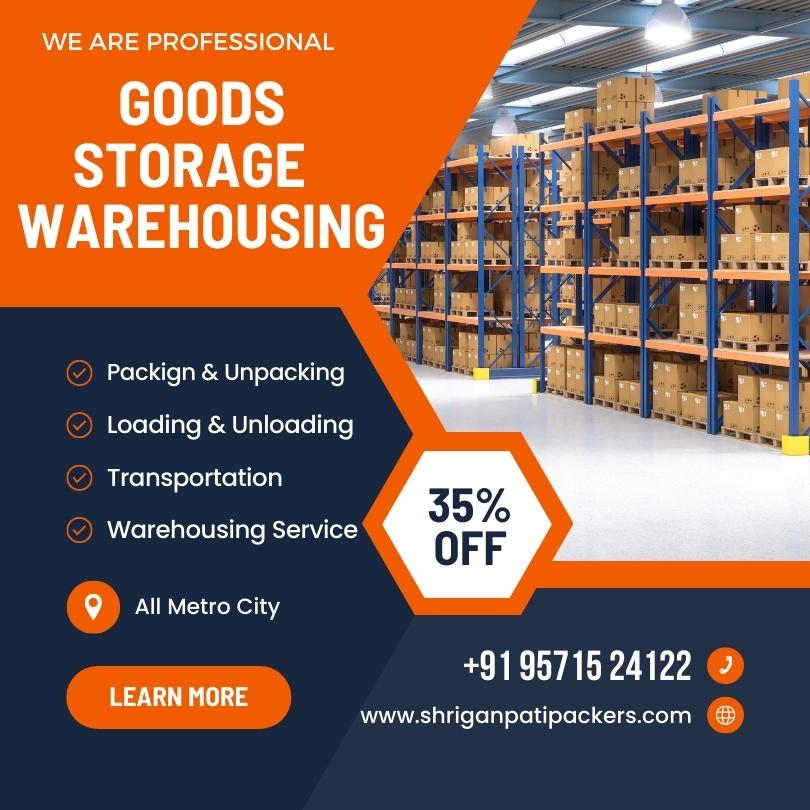 WE ARE PROFESSIONAL
GOODS
STORAGE
WAREHOUSING
Packign & Unpacking
Loading & Unloading
Transportation
Warehousing Service
35%
OFF
All Metro City
LEARN MORE
+91 95715 24122
www.shriganpatipackers.com